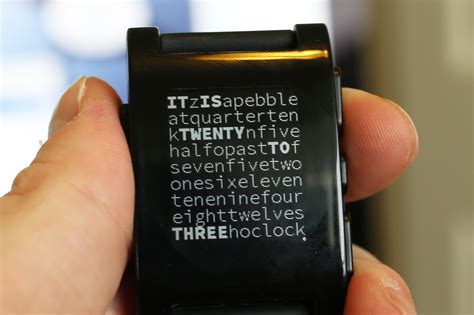 ITzISapebble
atquarterten
kTWENTYnfive
halfopastTOf
sevenfivetwo
onesixeleven
teneninefour
eighttwelves
THREEhoclock